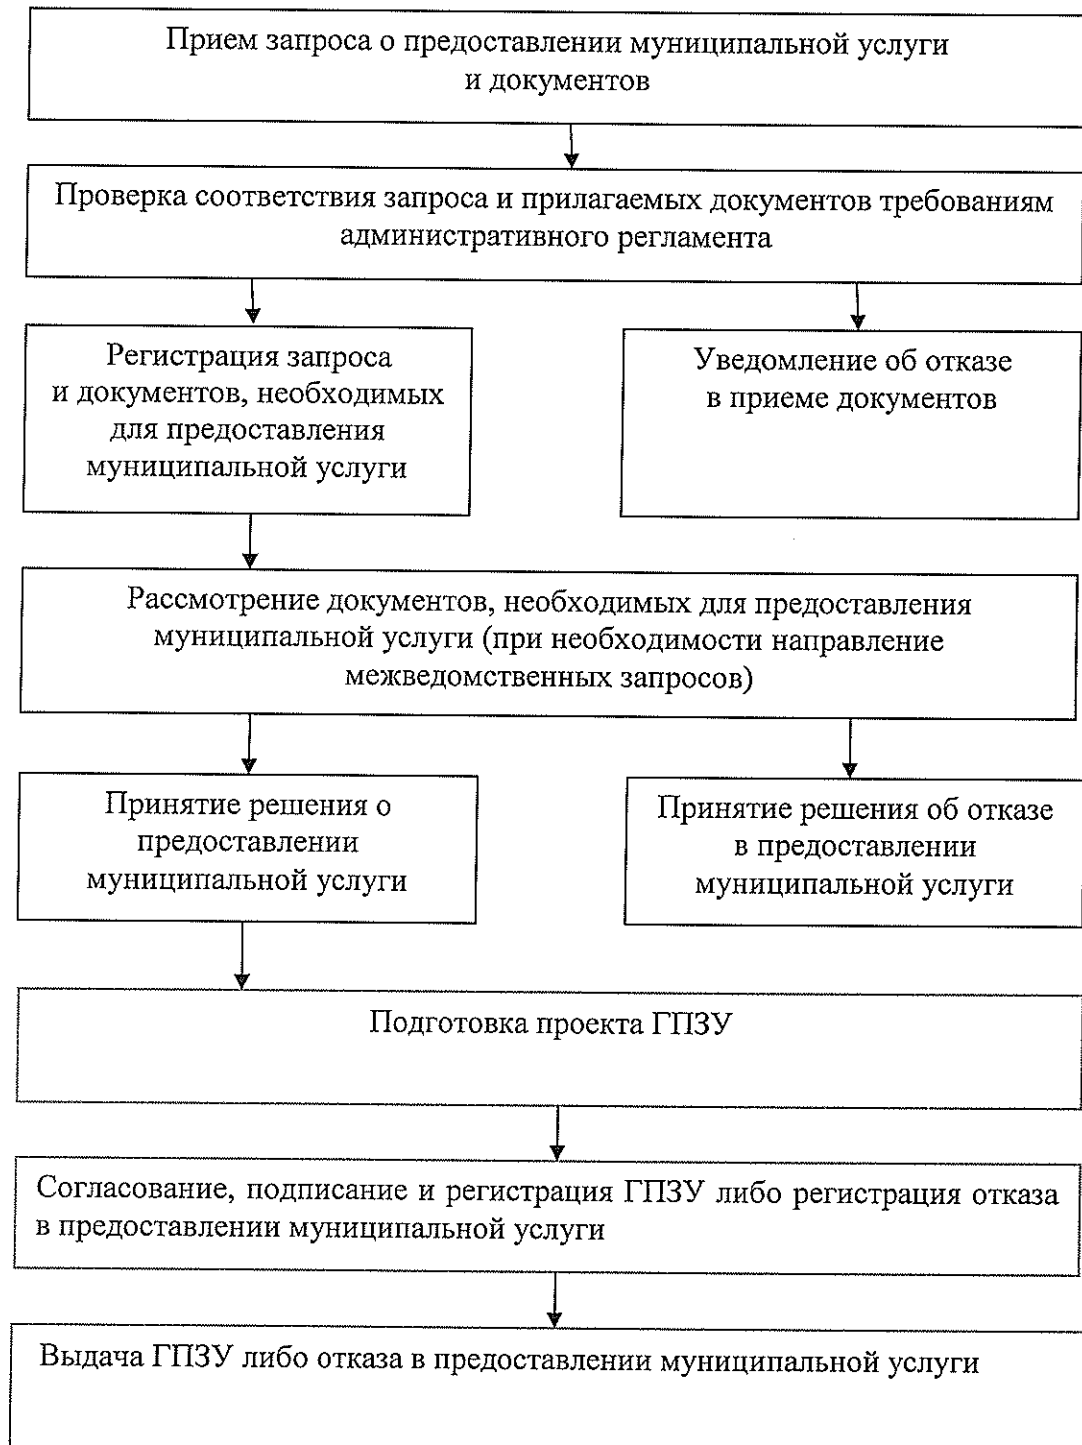 Прием запроса о предоставлении муниципальной услуги
и документов
Проверка соответствия запроса и прилагаемых документов требованиям
административного регламента
Регистрация запроса
и документов, необходимых
для предоставления
муниципальной услуги
Уведомление об отказе
в приеме документов
Рассмотрение документов, необходимых для предоставления
муниципальной услуги (при необходимости направление
межведомственных запросов)
Принятие решения о
предоставлении
муниципальной услуги
Принятие решения об отказе
в предоставлении
муниципальной услуги
Подготовка проекта ГПЗУ
Согласование, подписание и регистрация ГПЗУ либо регистрация отказа
в предоставлении муниципальной услуги
Выдача ГПЗУ либо отказа в предоставлении муниципальной услуги